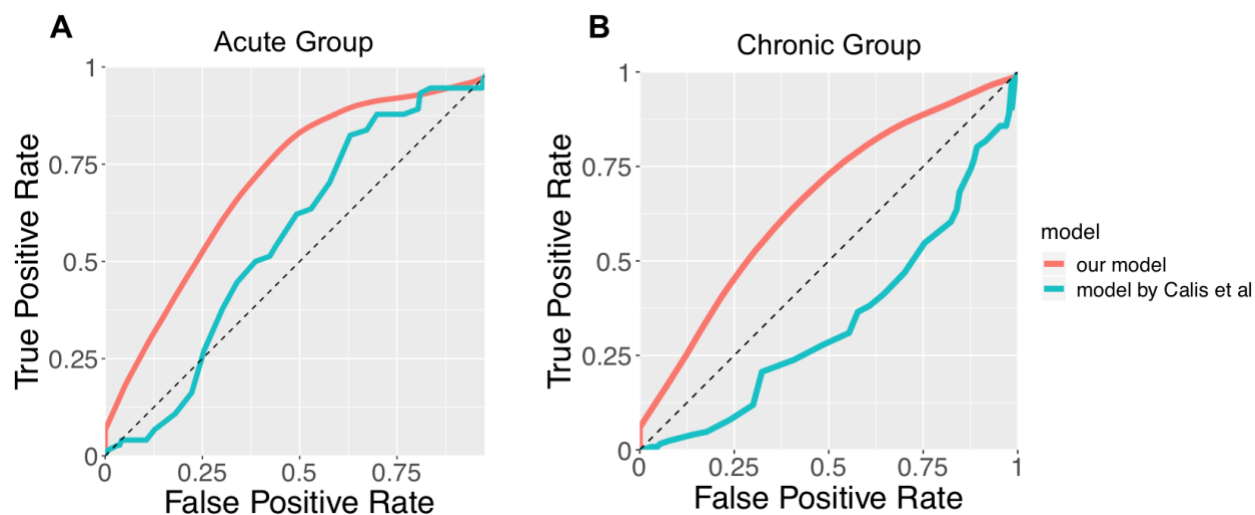 A
Acute Group
1
0.75
0.5
0.25
0
0
0.25
0.5
0.75
True Positive Rate
False Positive Rate
B
Chronic Group
1
0.75
0.5
0.25
0
0
0.25
0.5
0.75
1
True Positive Rate
False Positive Rate
model
our model
model by Calis et al